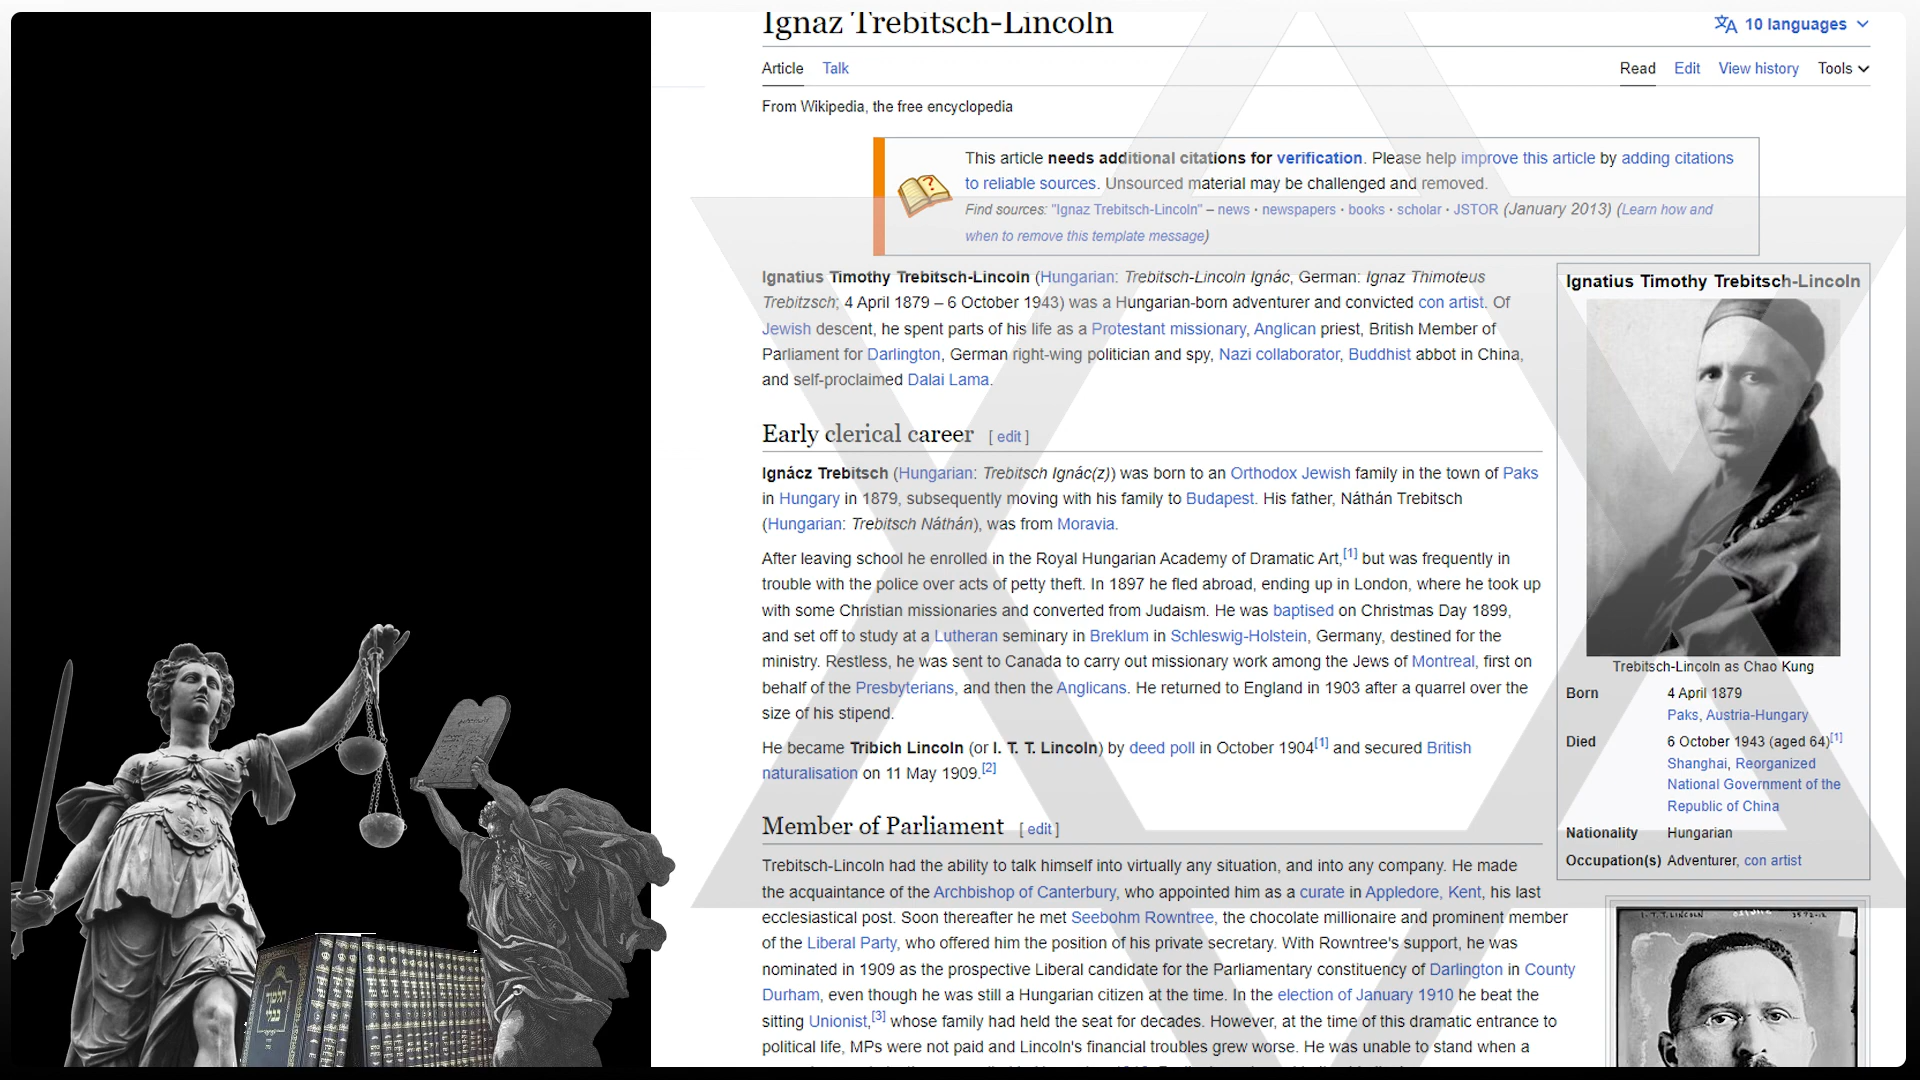 Ignaz Trebitsch-Lincoln
10 languages
Article Talk
Read Edit View history Tools
From Wikipedia, the free encyclopedia
This article needs additional citations for verification. Please help improve this article by adding citations
to reliable sources. Unsourced material may be challenged and removed.
Find sources: "Ignaz Trebitsch-Lincoln" – news · newspapers · books · scholar · JSTOR (January 2013) (Learn how and
when to remove this template message)
Ignatius Timothy Trebitsch-Lincoln (Hungarian: Trebitsch-Lincoln Ignác, German: Ignaz Thimoteus
Trebitzsch; 4 April 1879 – 6 October 1943) was a Hungarian-born adventurer and convicted con artist. Of
Jewish descent, he spent parts of his life as a Protestant missionary, Anglican priest, British Member of
Parliament for Darlington, German right-wing politician and spy, Nazi collaborator, Buddhist abbot in China,
and self-proclaimed Dalai Lama.
Early clerical career [ edit ]
Ignácz Trebitsch (Hungarian: Trebitsch Ignác(z)) was born to an Orthodox Jewish family in the town of Paks
in Hungary in 1879, subsequently moving with his family to Budapest. His father, Náthán Trebitsch
(Hungarian: Trebitsch Náthán), was from Moravia.
After leaving school he enrolled in the Royal Hungarian Academy of Dramatic Art,[1] but was frequently in
trouble with the police over acts of petty theft. In 1897 he fled abroad, ending up in London, where he took up
with some Christian missionaries and converted from Judaism. He was baptised on Christmas Day 1899,
and set off to study at a Lutheran seminary in Breklum in Schleswig-Holstein, Germany, destined for the
ministry. Restless, he was sent to Canada to carry out missionary work among the Jews of Montreal, first on
behalf of the Presbyterians, and then the Anglicans. He returned to England in 1903 after a quarrel over the
size of his stipend.
He became Tribich Lincoln (or I. T. T. Lincoln) by deed poll in October 1904[1] and secured British
naturalisation on 11 May 1909.[2]
Member of Parliament [ edit ]
Trebitsch-Lincoln had the ability to talk himself into virtually any situation, and into any company. He made
the acquaintance of the Archbishop of Canterbury, who appointed him as a curate in Appledore, Kent, his last
ecclesiastical post. Soon thereafter he met Seebohm Rowntree, the chocolate millionaire and prominent member
of the Liberal Party, who offered him the position of his private secretary. With Rowntree's support, he was
nominated in 1909 as the prospective Liberal candidate for the Parliamentary constituency of Darlington in County
Durham, even though he was still a Hungarian citizen at the time. In the election of January 1910 he beat the
sitting Unionist,[3] whose family had held the seat for decades. However, at the time of this dramatic entrance to
political life, MPs were not paid and Lincoln's financial troubles grew worse. He was unable to stand when a
Ignatius Timothy Trebitsch-Lincoln
Trebitsch-Lincoln as Chao Kung
Born 4 April 1879
Paks, Austria-Hungary
Died 6 October 1943 (aged 64)[1]
Shanghai, Reorganized
National Government of the
Republic of China
Nationality Hungarian
Occupation(s) Adventurer, con artist
I. T. T. LINCOLN
תלמוד
בבלי